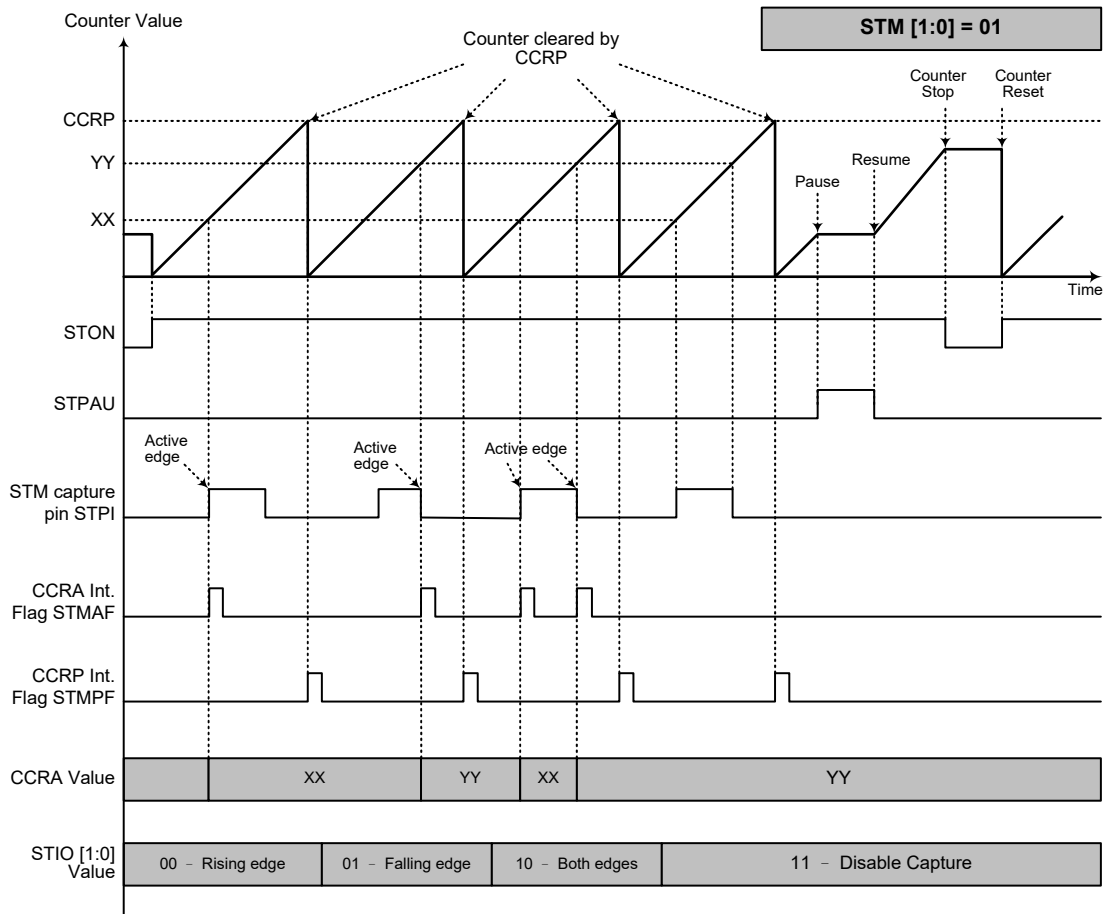 Counter Value
STM [1:0] = 01
Counter cleared by
CCRP
Counter
Stop
Counter
Reset
CCRP
YY
XX
Pause
Resume
Time
STON
STPAU
Active
edge
Active
edge
Active edge
STM capture
pin STPI
CCRA Int.
Flag STMAF
CCRP Int.
Flag STMPF
CCRA Value
XX
YY
XX
YY
STIO [1:0]
Value
00 – Rising edge
01 – Falling edge
10 – Both edges
11 – Disable Capture